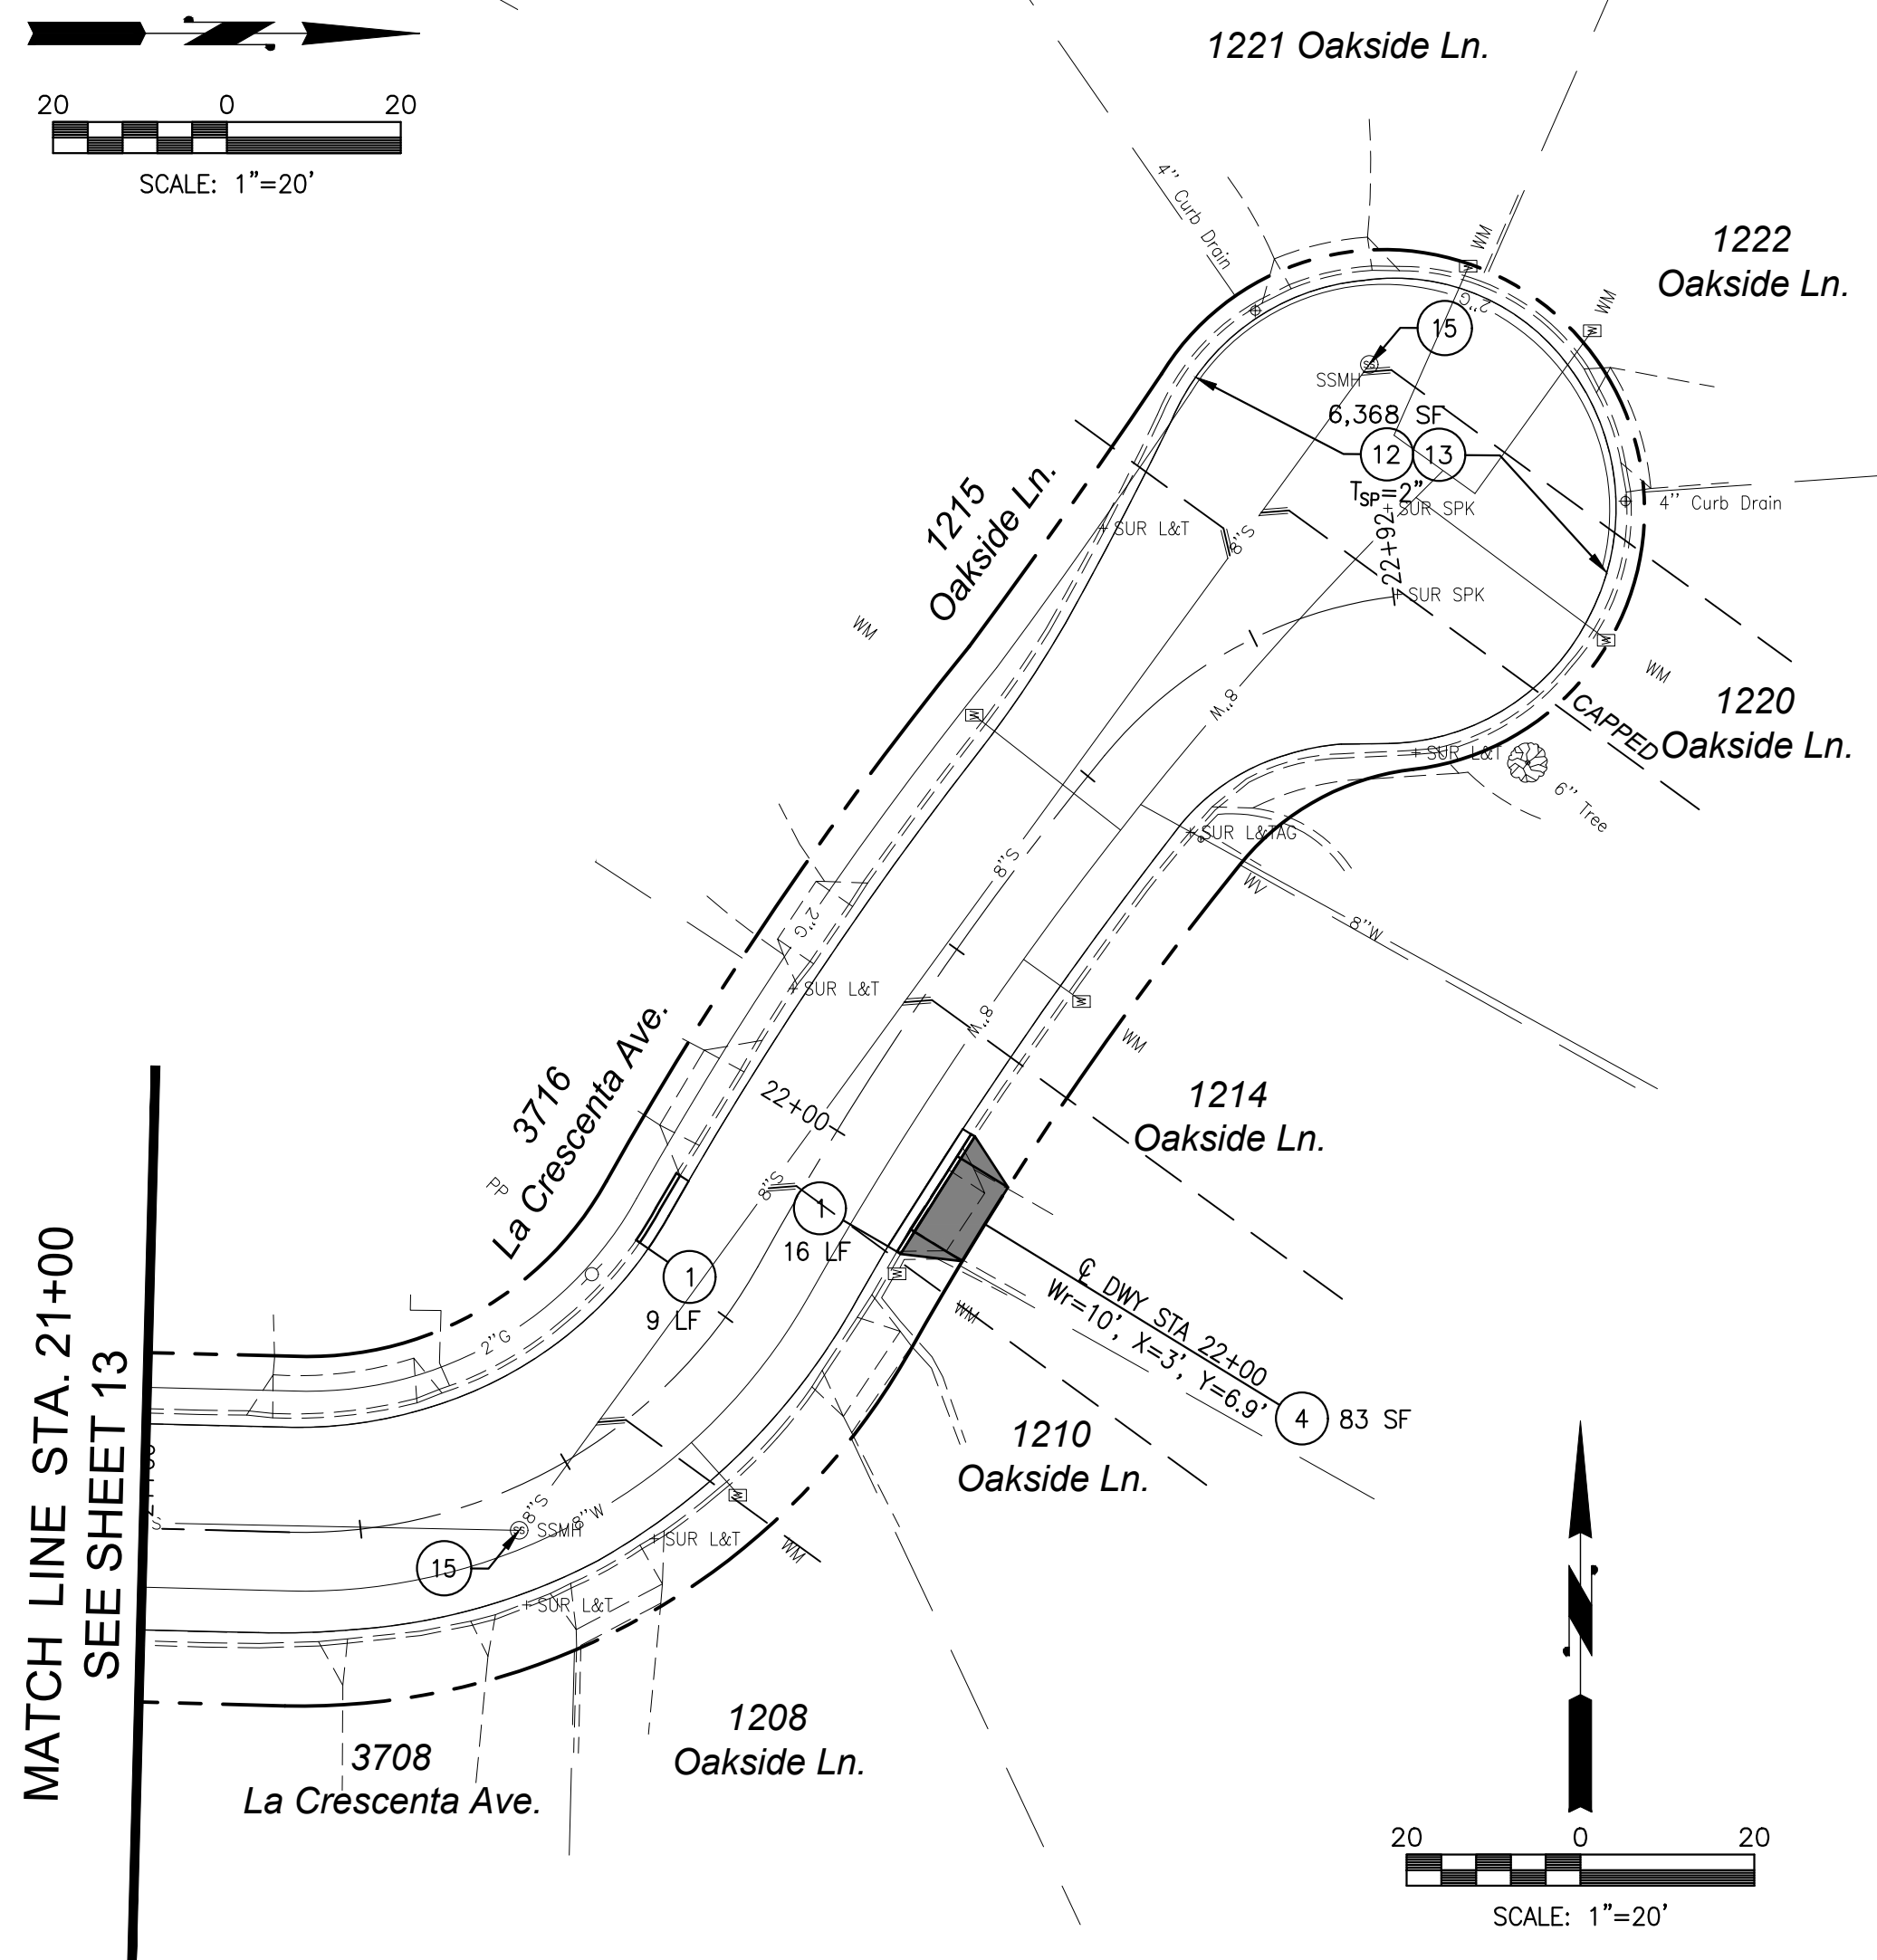 1221 Oakside Ln.
20 0 20
SCALE: 1"=20'
4" Curb Drain
WM
1222
Oakside Ln.
WM
W
W
2"G
15
SS
SSMH
6,368 SF
12 13
TSP=2"
SUR SPK
4" Curb Drain
1215
Oakside Ln.
SUR L&T
8"S
22+92
SUR SPK
WM
W
WM
1220
Oakside Ln.
CAPPED
8"W
W
SUR L&T
6" Tree
SUR L&TAG
WV
8"W
8"S
2"G
SUR L&T
W
8"W
WM
3716
La Crescenta Ave.
22+00
1214
Oakside Ln.
PP
8"S
1
16 LF
1
9 LF
W
WM
℄ DWY STA 22+00
Wr=10', X=3', Y=6.9'
4 83 SF
2"G
MATCH LINE STA. 21+00
SEE SHEET 13
1210
Oakside Ln.
S
8"S
8"W
SS
SSMH
15
W
WM
SUR L&T
SUR L&T
1208
Oakside Ln.
3708
La Crescenta Ave.
20 0 20
SCALE: 1"=20'